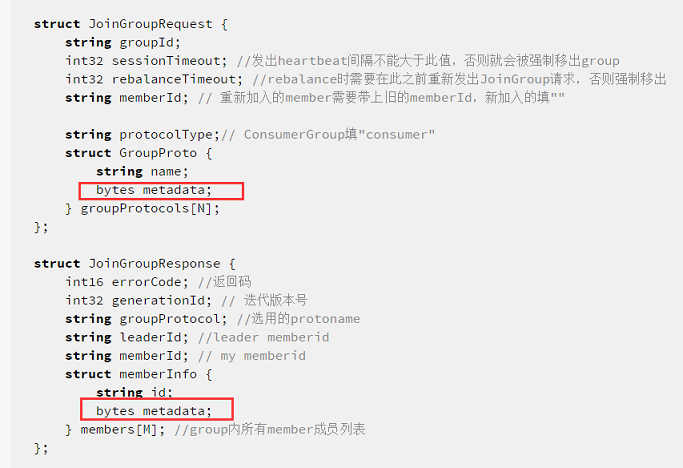 struct JoinGroupRequest {
string groupId;
int32 sessionTimeout; //发出heartbeat间隔不能大于此值，否则就会被强制移出group
int32 rebalanceTimeout; //rebalance时需要在此之前重新发出JoinGroup请求，否则强制移出
string memberId; // 重新加入的member需要带上旧的memberId，新加入的填""
string protocolType;// ConsumerGroup填"consumer"
struct GroupProto {
string name;
bytes metadata;
} groupProtocols[N];
};
struct JoinGroupResponse {
int16 errorCode; //返回码
int32 generationId; // 迭代版本号
string groupProtocol; //选用的protoname
string leaderId; //leader memberid
string memberId; // my memberid
struct memberInfo {
string id;
bytes metadata;
} members[M]; //group内所有member成员列表
};